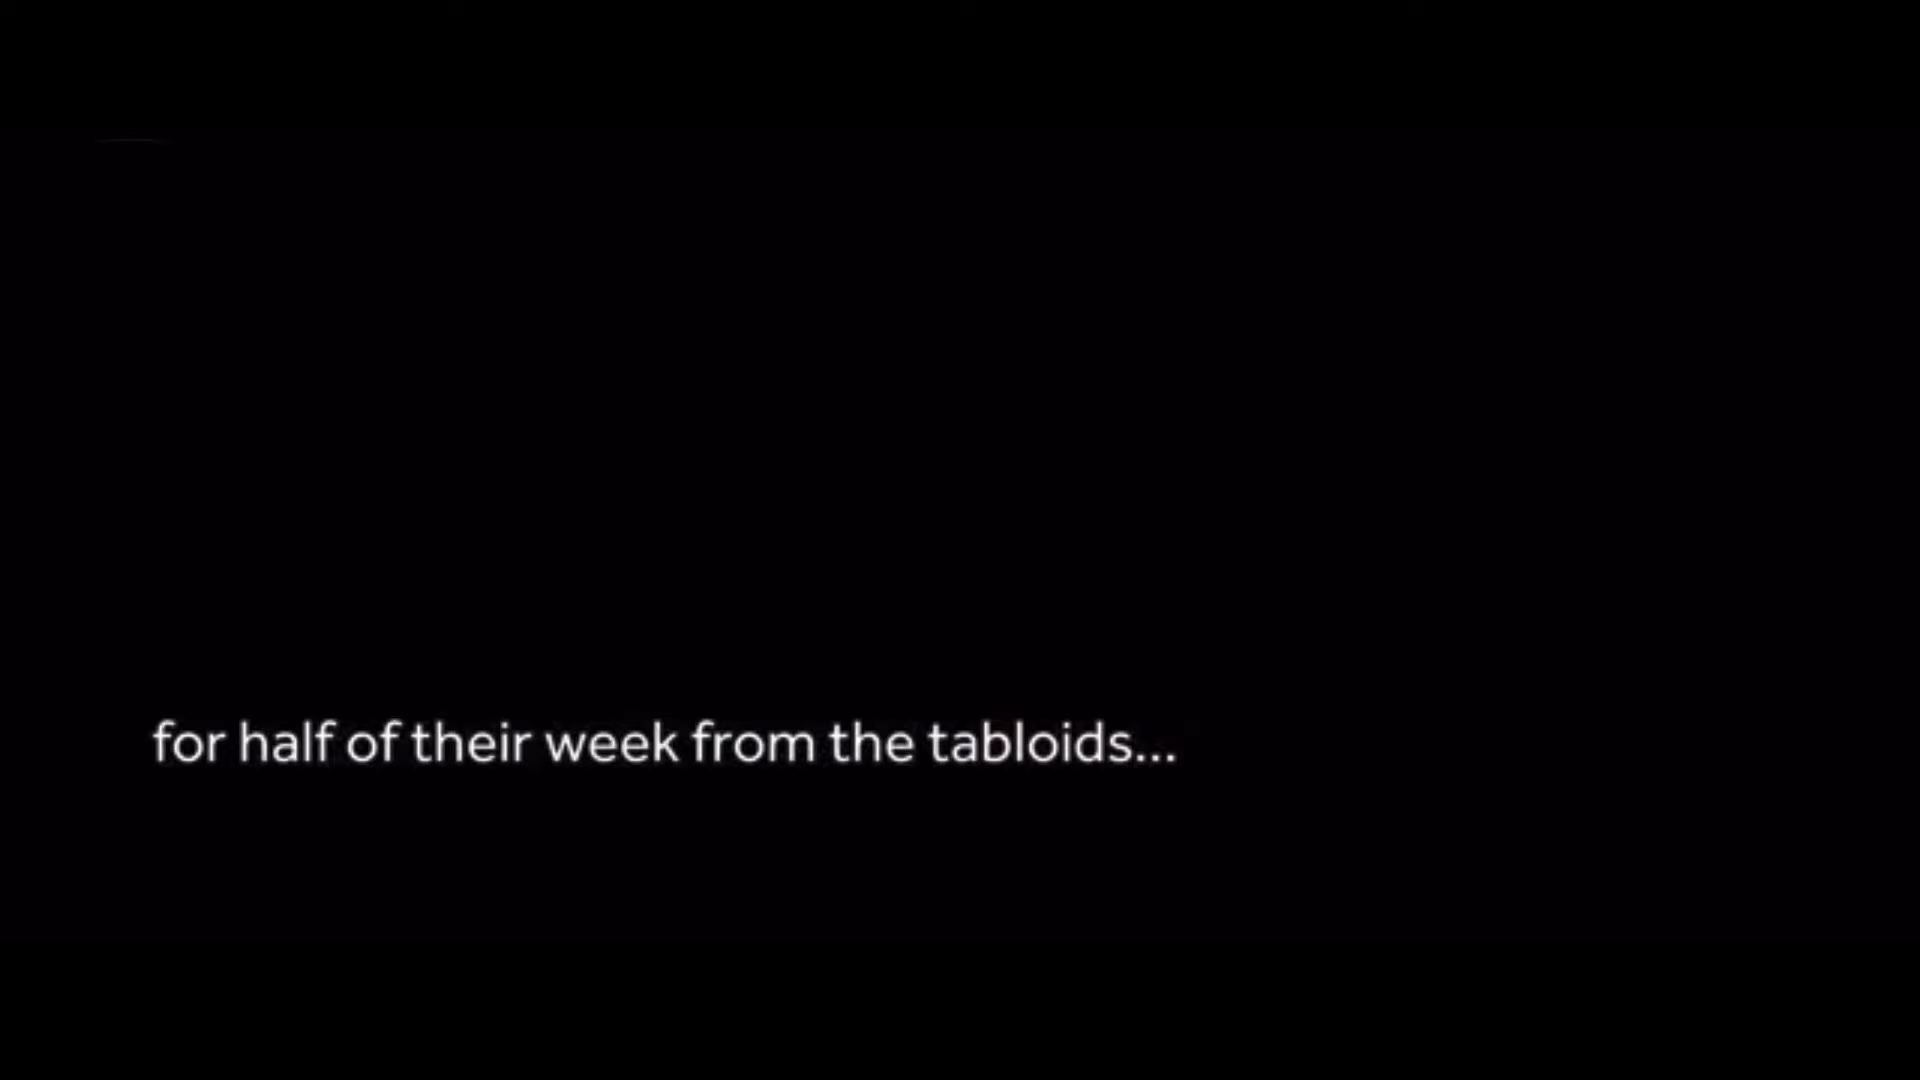 for half of their week from the tabloids...